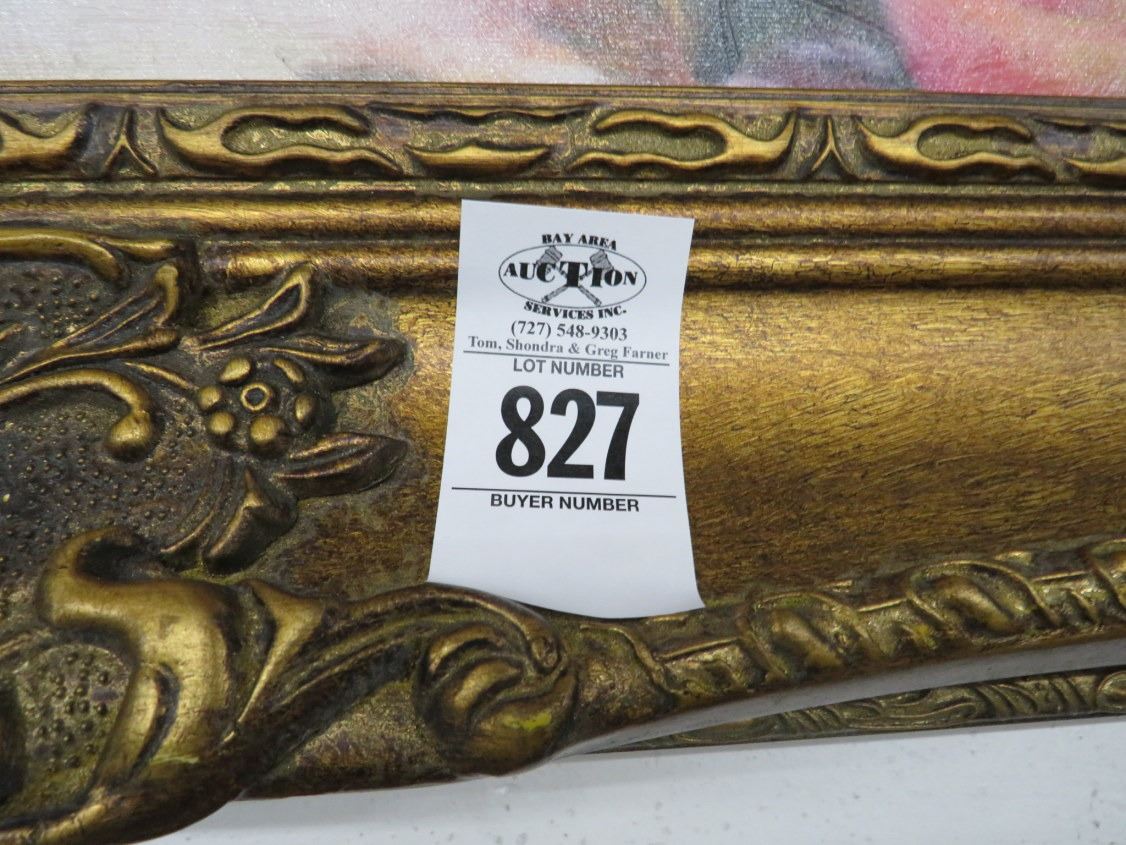 BAY AREA
AUCTION
SERVICES INC.
(727) 548-9303
Tom, Shondra & Greg Farner
LOT NUMBER
827
BUYER NUMBER